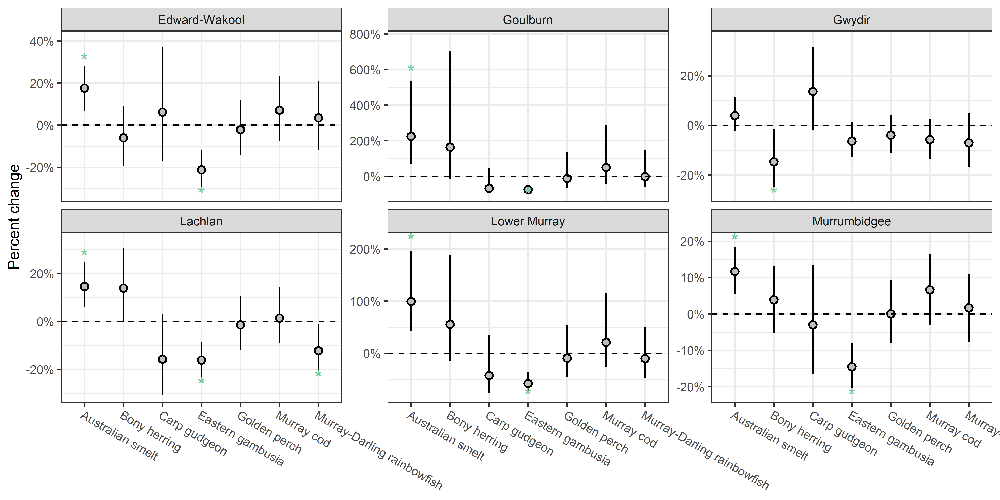 Percent change
Edward-Wakool
40%
20%
0%
-20%
*
*
Goulburn
800%
600%
400%
200%
0%
*
*
Gwydir
20%
0%
-20%
*
Lachlan
20%
0%
-20%
*
*
*
Australian smelt
Bony herring
Carp gudgeon
Eastern gambusia
Golden perch
Murray cod
Murray-Darling rainbowfish
Lower Murray
200%
100%
0%
*
*
Australian smelt
Bony herring
Carp gudgeon
Eastern gambusia
Golden perch
Murray cod
Murray-Darling rainbowfish
Murrumbidgee
20%
10%
0%
-10%
-20%
*
*
Australian smelt
Bony herring
Carp gudgeon
Eastern gambusia
Golden perch
Murray cod
Murray-